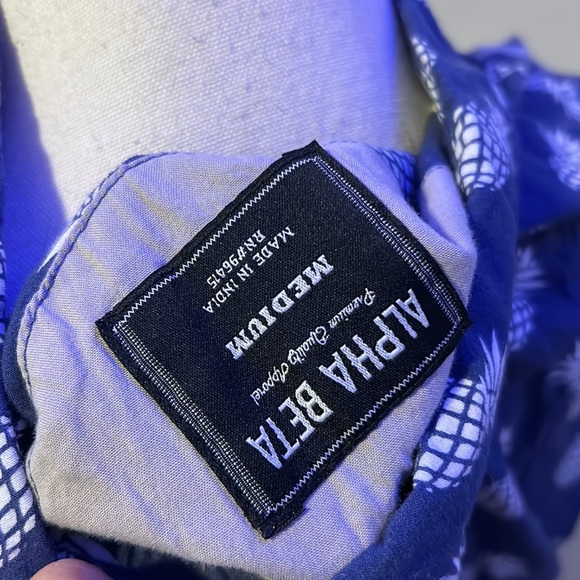 ALPHA BETA
Premium Quality Apparel
MEDIUM
MADE IN INDIA
RN#96415